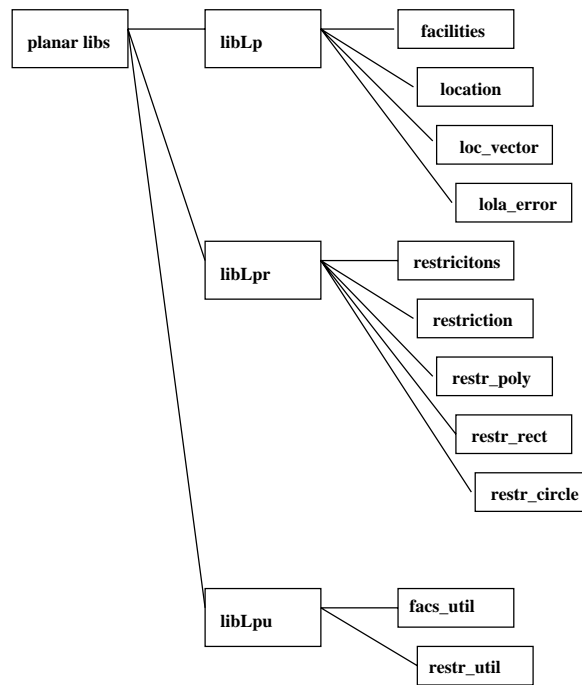 planar libs
libLp
facilities
location
loc_vector
lola_error
libLpr
restricitons
restriction
restr_poly
restr_rect
restr_circle
libLpu
facs_util
restr_util